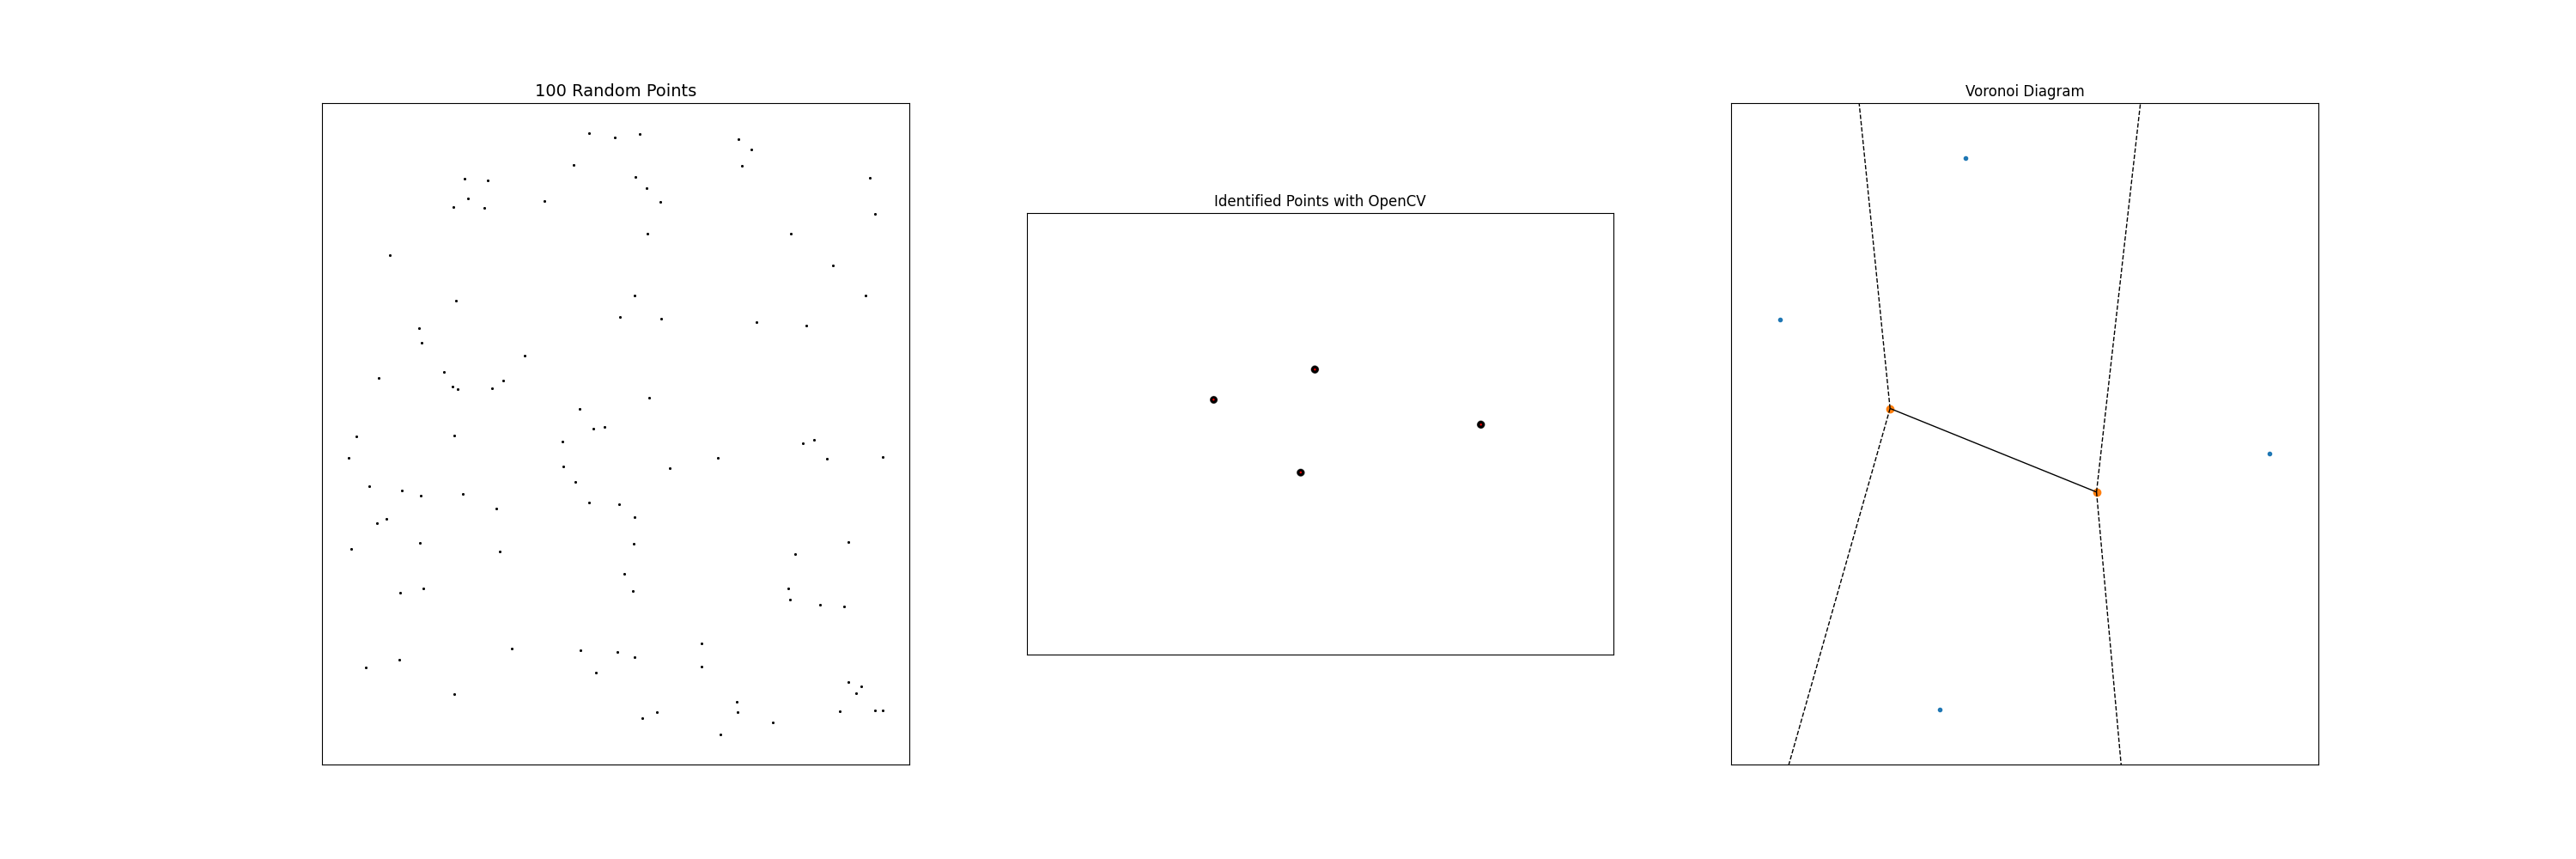 100 Random Points
Identified Points with OpenCV
Voronoi Diagram